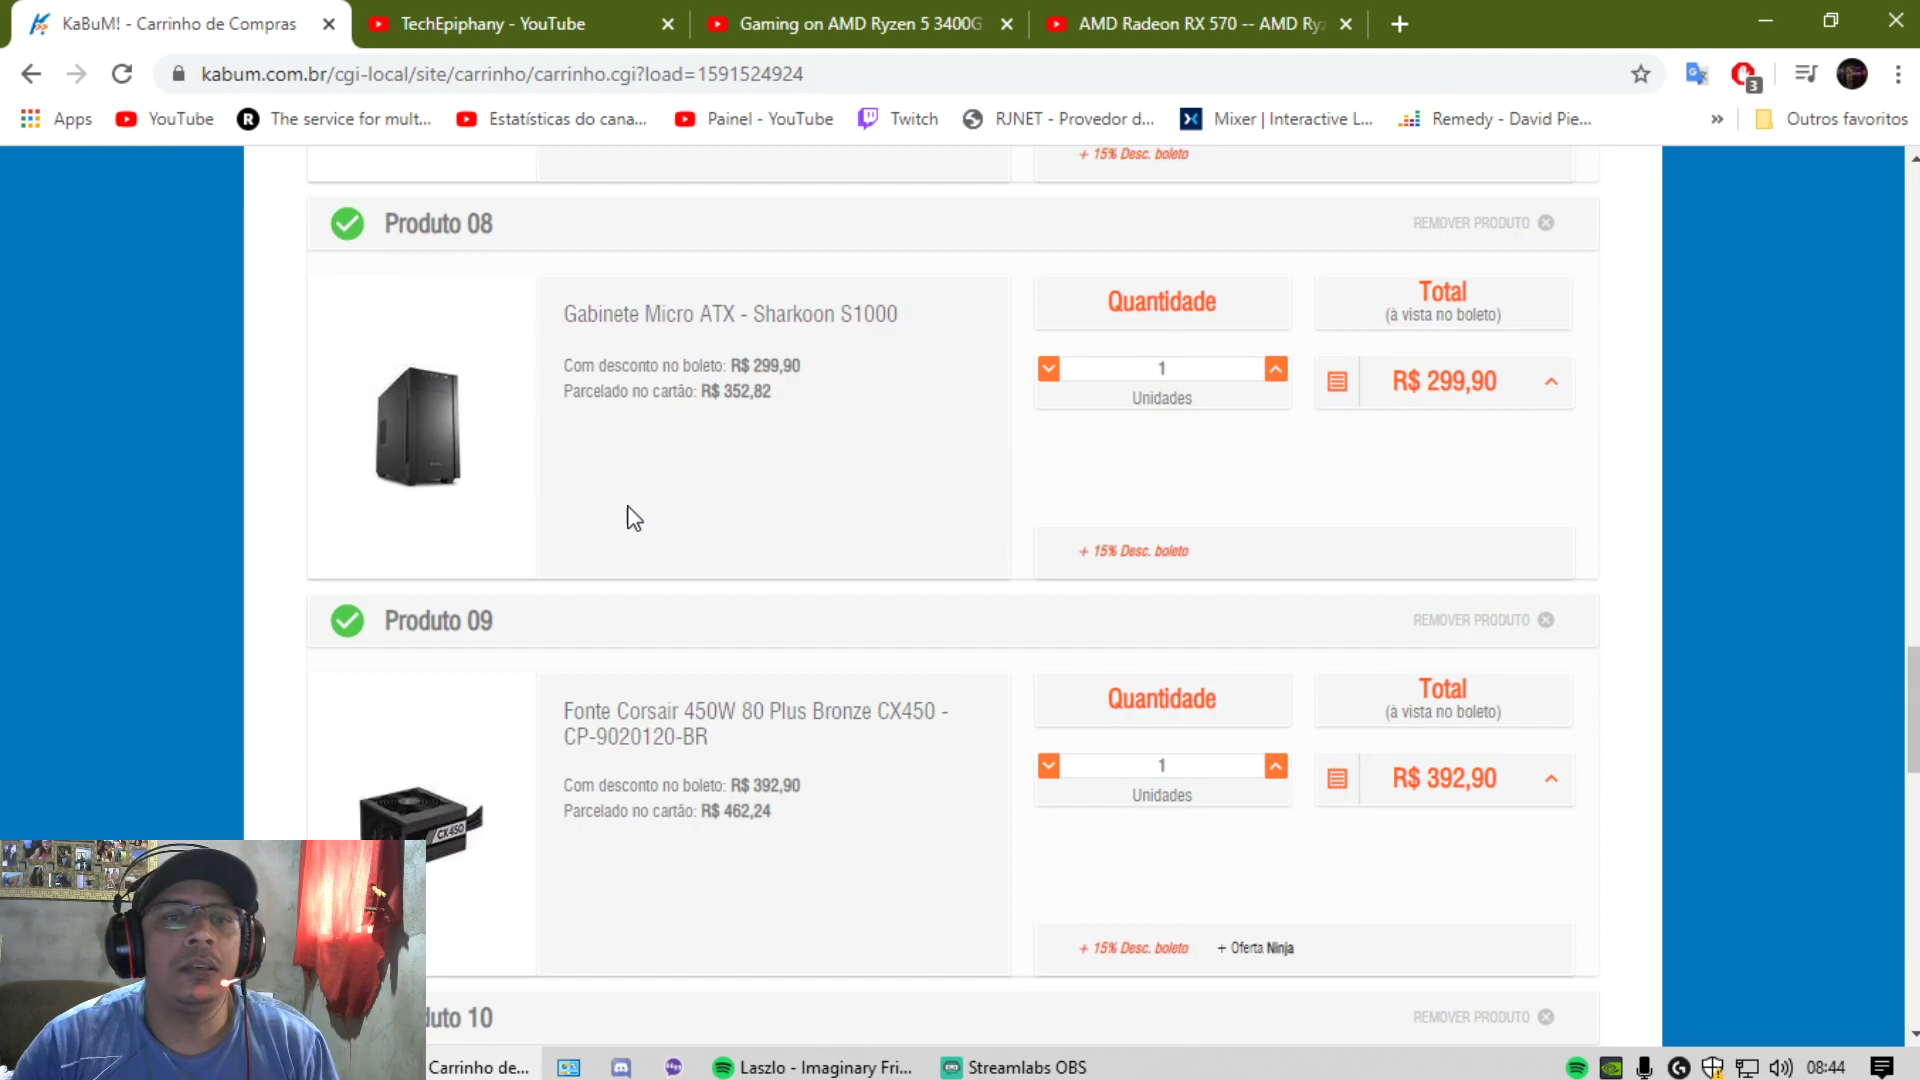 KaBuM! - Carrinho de Compras
TechEpiphany - YouTube
Gaming on AMD Ryzen 5 3400G
AMD Radeon RX 570 -- AMD Ryz
kabum.com.br/cgi-local/site/carrinho/carrinho.cgi?load=1591524924
3
Apps
YouTube
R
The service for mult...
Estatísticas do cana...
Painel - YouTube
Twitch
RJNET - Provedor d...
Mixer | Interactive L...
Remedy - David Pie...
Outros favoritos
+ 15% Desc. boleto
Produto 08
REMOVER PRODUTO
Gabinete Micro ATX - Sharkoon S1000
Com desconto no boleto: R$ 299,90
Parcelado no cartão: R$ 352,82
Quantidade
1
Unidades
Total
(à vista no boleto)
R$ 299,90
+ 15% Desc. boleto
Produto 09
REMOVER PRODUTO
Fonte Corsair 450W 80 Plus Bronze CX450 -
CP-9020120-BR
Com desconto no boleto: R$ 392,90
Parcelado no cartão: R$ 462,24
CX450
Quantidade
1
Unidades
Total
(à vista no boleto)
R$ 392,90
+ 15% Desc. boleto
+ Oferta Ninja
duto 10
REMOVER PRODUTO
Carrinho de...
Laszlo - Imaginary Fri...
Streamlabs OBS
08:44